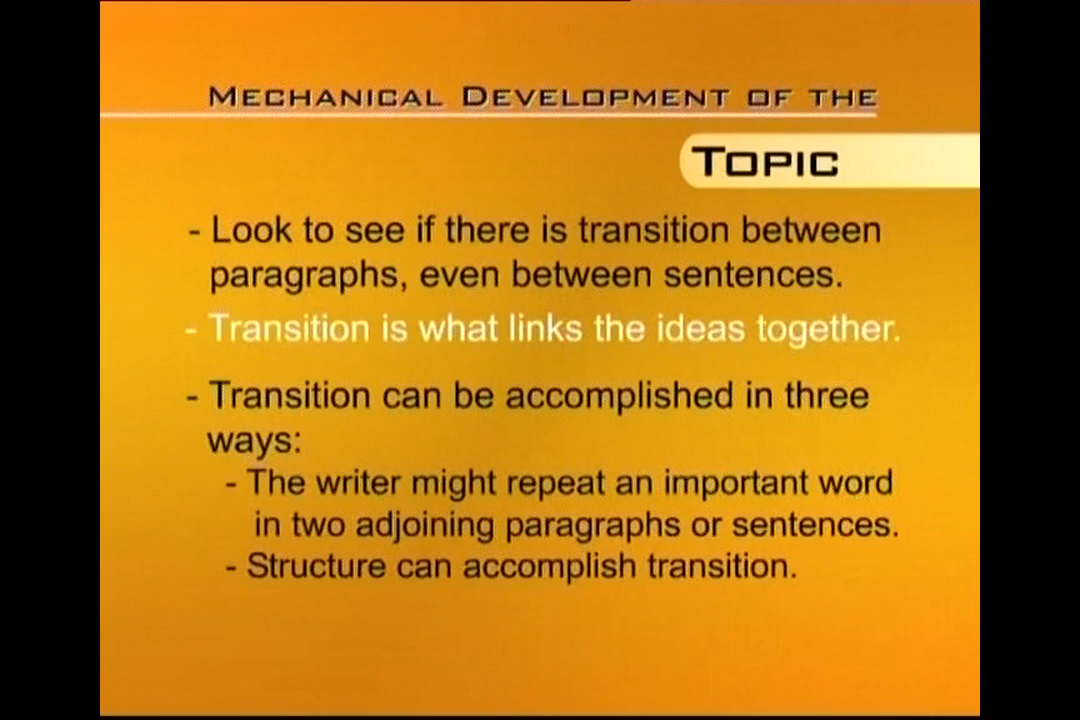 MECHANICAL DEVELOPMENT OF THE
TOPIC
- Look to see if there is transition between
paragraphs, even between sentences.
- Transition is what links the ideas together.
- Transition can be accomplished in three
ways:
- The writer might repeat an important word
in two adjoining paragraphs or sentences.
- Structure can accomplish transition.